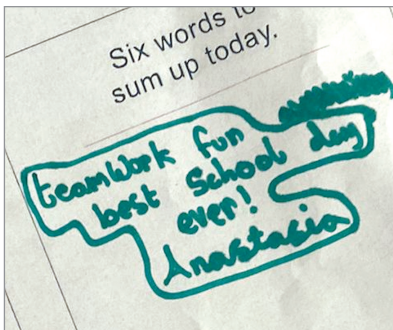 Six words to
sum up today.
teamwork fun
best school day
ever!
Anastasia